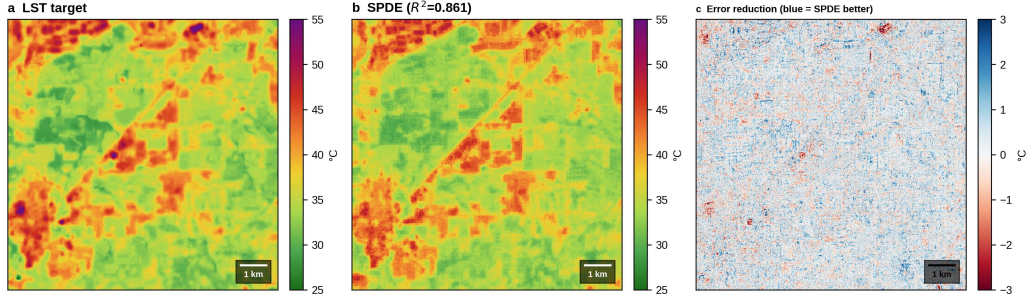 a LST target
b SPDE (R²=0.861)
c Error reduction (blue = SPDE better)
55
50
45
40
35
30
25
°C
1 km
55
50
45
40
35
30
25
°C
1 km
3
2
1
0
−1
−2
−3
°C
1 km